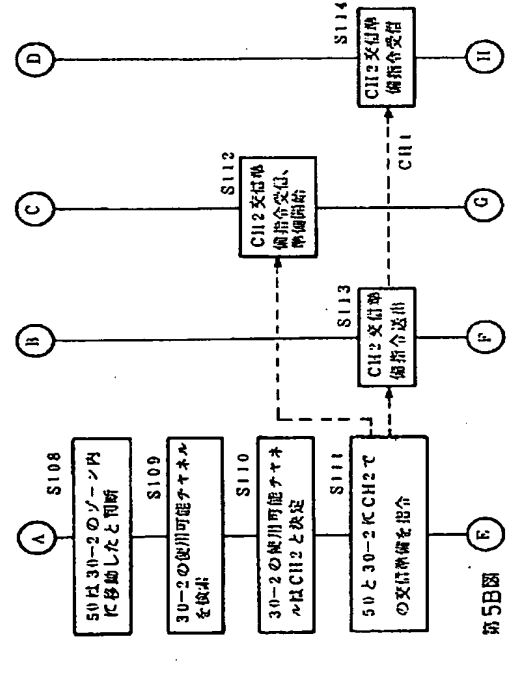 A
B
C
D
S108
50は30-2のゾーン内
に移動したと判断
S109
30-2の使用可能チャネル
を検索
S110
30-2の使用可能チャネ
ルはCH2と決定
S111
50と30-2にCH2で
の交信準備を指令
S112
CH2交信準
備指令受信、
準備開始
S113
CH2交信準
備指令送出
CH1
S114
CH2交信準
備指令受信
E
F
G
H
第5B図